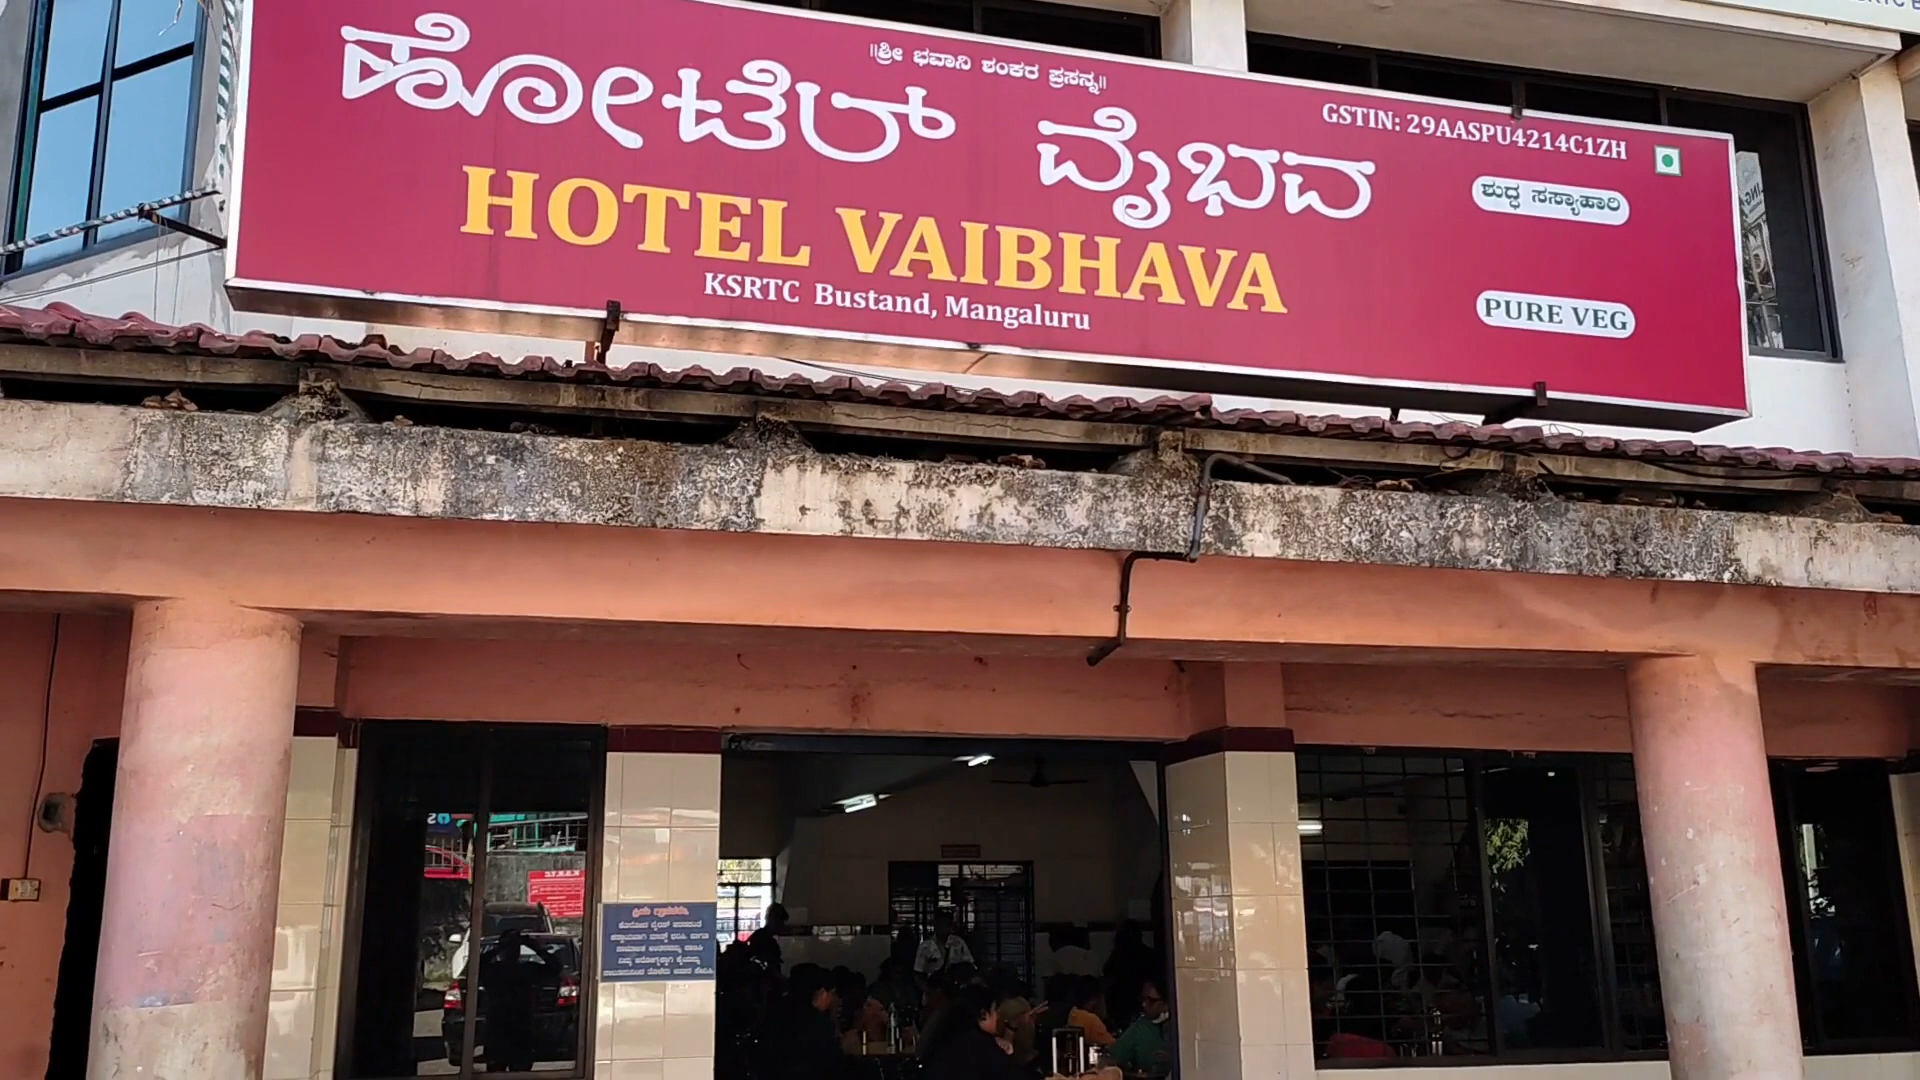 ॥ಶ್ರೀ ಭವಾನಿ ಶಂಕರ ಪ್ರಸನ್ನ॥
ಹೋಟೆಲ್ ವೈಭವ
GSTIN: 29AASPU4214C1ZH
ಶುದ್ಧ ಸಸ್ಯಾಹಾರಿ
HOTEL VAIBHAVA
KSRTC Bustand, Mangaluru
PURE VEG